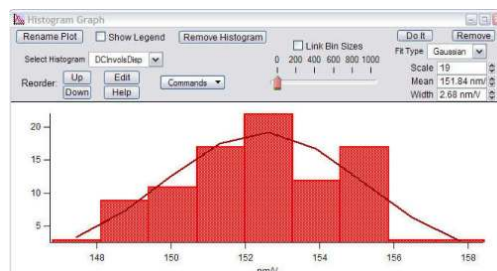 Histogram Graph
Rename Plot Show Legend Remove Histogram Do It Remove
Link Bin Sizes Fit Type Gaussian
Select Histogram DCInvolsDisp 0 200 400 600 800 1000 Scale 19
Reorder: Up Edit Commands Mean 151.84 nm/V
Down Help Width 2.68 nm/V
20
15
10
5
148 150 152 154 156 158
nm/V